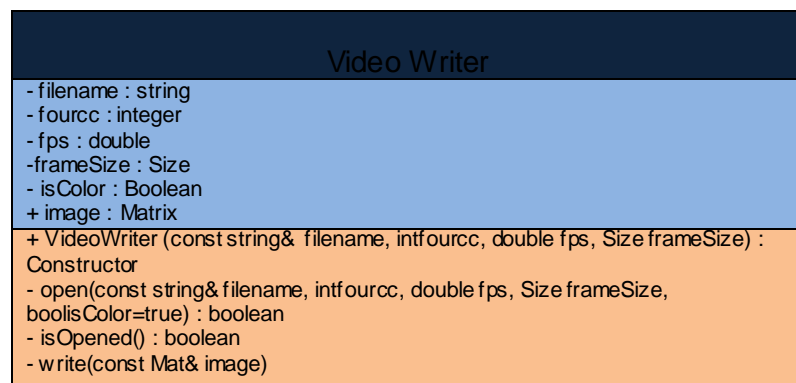 Video Writer
- filename : string
- fourcc : integer
- fps : double
-frameSize : Size
- isColor : Boolean
+ image : Matrix
+ VideoWriter (const string& filename, intfourcc, double fps, Size frameSize) :
Constructor
- open(const string& filename, intfourcc, double fps, Size frameSize,
boolisColor=true) : boolean
- isOpened() : boolean
- write(const Mat& image)